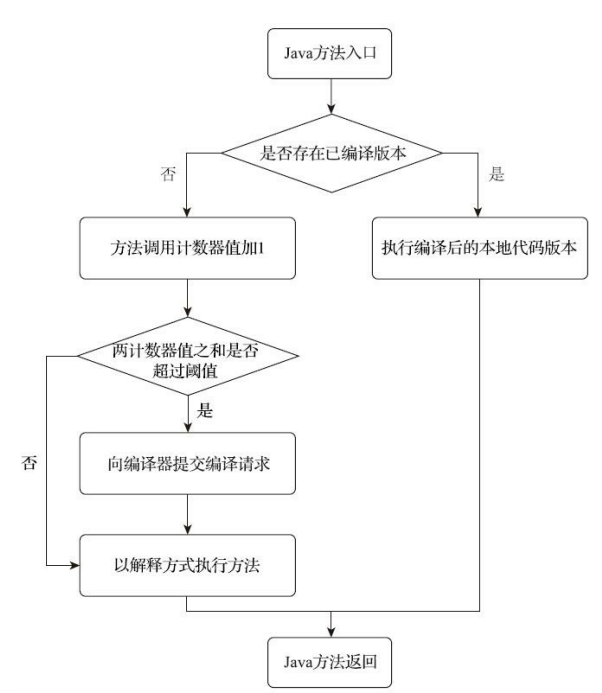 Java方法入口
是否存在已编译版本
否
是
方法调用计数器值加1
执行编译后的本地代码版本
两计数器值之和是否
超过阈值
是
否
向编译器提交编译请求
以解释方式执行方法
Java方法返回